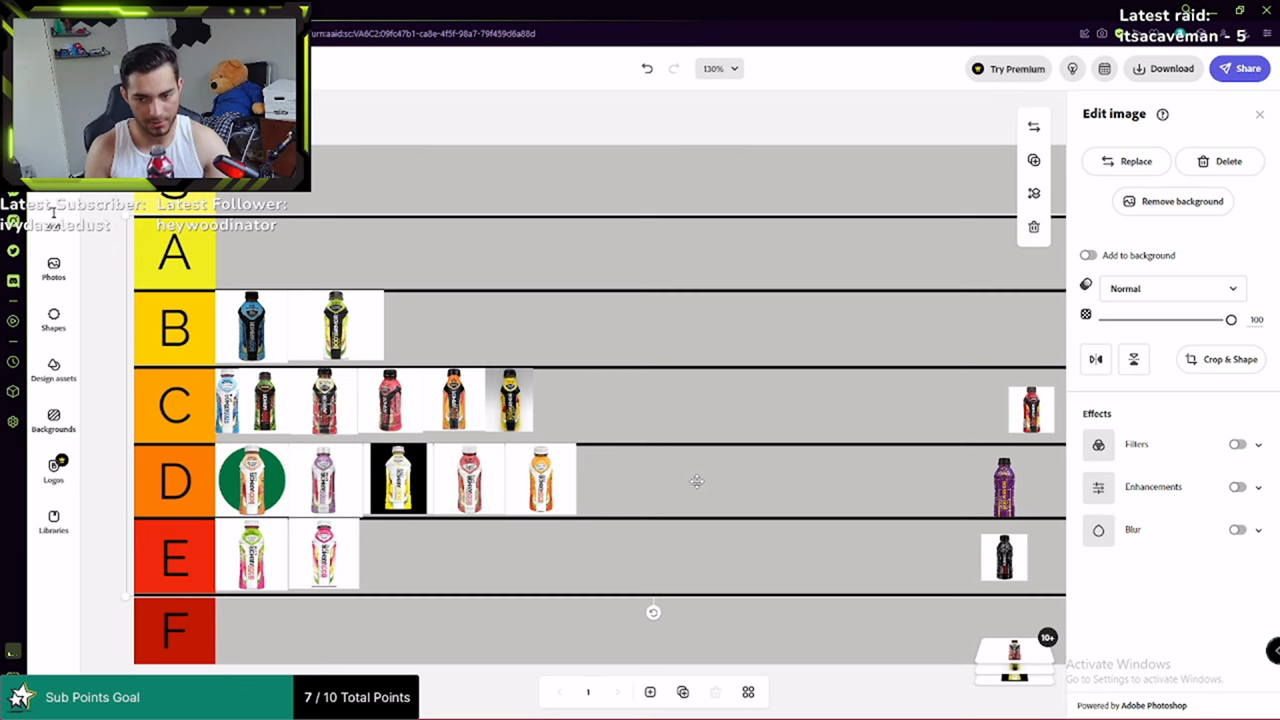 Latest raid:
itsacaveman - 5
urn:aaid:sc:VA6C2:09fc47b1-ca8e-4f5f-98a7-79f459d6a88d
130%
Try Premium
Download
Share
Edit image
Replace
Delete
Remove background
Add to background
Normal
100
Crop & Shape
Effects
Filters
Enhancements
Blur
Latest Subscriber:
ivydazzledust
Latest Follower:
heywoodinator
Photos
Shapes
Design assets
Backgrounds
Logos
Libraries
A
B
C
D
E
F
10+
Activate Windows
Go to Settings to activate Windows.
Powered by Adobe Photoshop
Sub Points Goal
7 / 10 Total Points
1